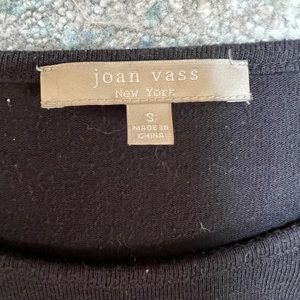 joan vass
New York
S
MADE IN
CHINA